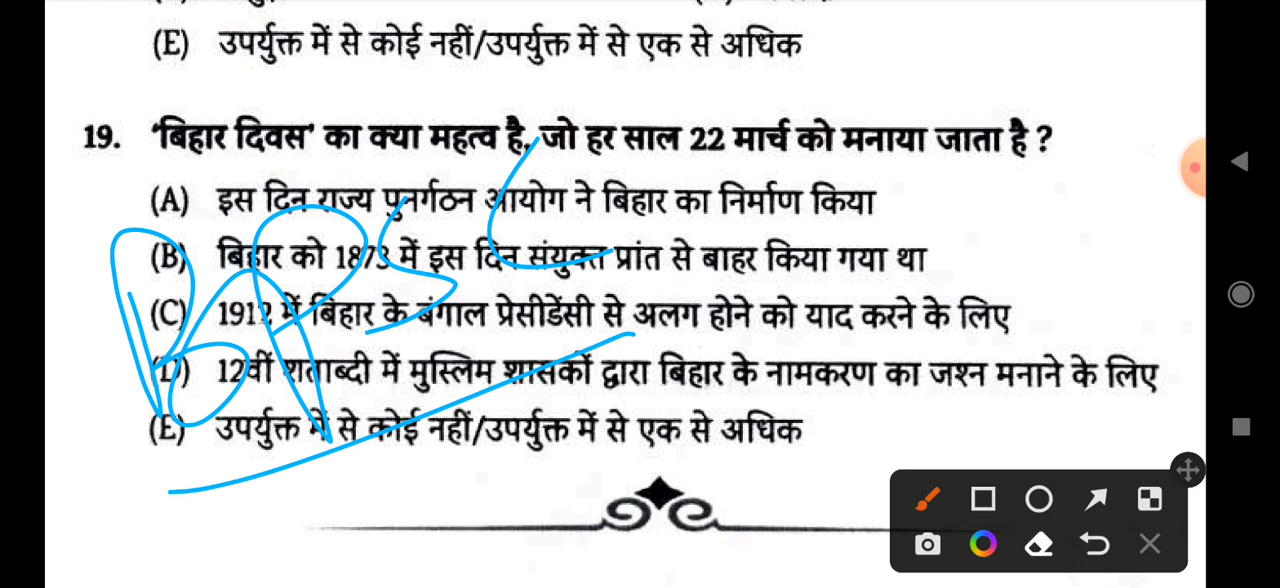 (E) उपर्युक्त में से कोई नहीं/उपर्युक्त में से एक से अधिक
19. 'बिहार दिवस' का क्या महत्व है, जो हर साल 22 मार्च को मनाया जाता है ?
(A) इस दिन राज्य पुनर्गठन आयोग ने बिहार का निर्माण किया
(B) बिहार को 1873 में इस दिन संयुक्त प्रांत से बाहर किया गया था
(C) 1912 में बिहार के बंगाल प्रेसीडेंसी से अलग होने को याद करने के लिए
(D) 12वीं शताब्दी में मुस्लिम शासकों द्वारा बिहार के नामकरण का जश्न मनाने के लिए
(E) उपर्युक्त में से कोई नहीं/उपर्युक्त में से एक से अधिक
BPSC